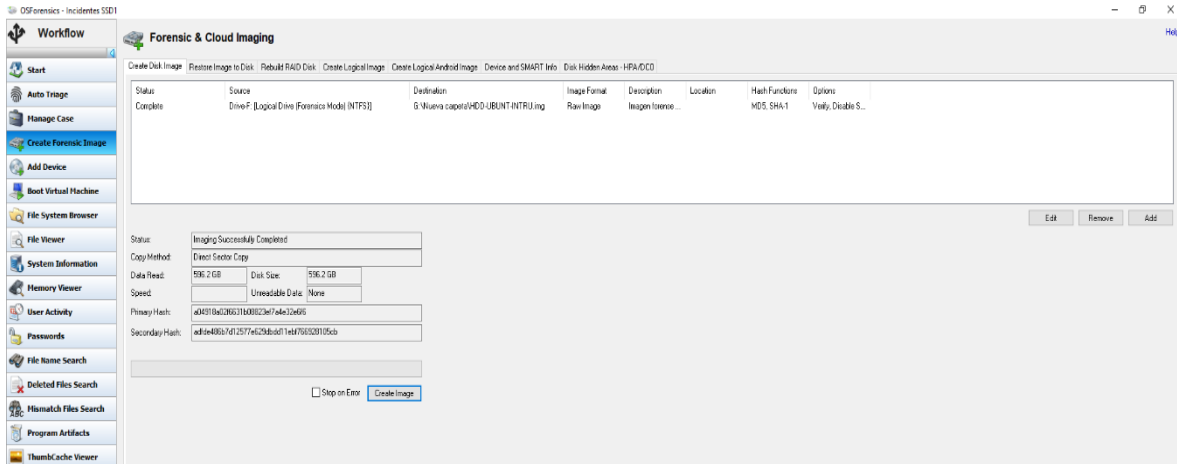 OSForensics - Incidentes SSD1
Workflow
Start
Auto Triage
Manage Case
Create Forensic Image
Add Device
Boot Virtual Machine
File System Browser
File Viewer
System Information
Memory Viewer
User Activity
Passwords
File Name Search
Deleted Files Search
Mismatch Files Search
Program Artifacts
ThumbCache Viewer
Forensic & Cloud Imaging
Hel
Create Disk Image Restore Image to Disk Rebuild RAID Disk Create Logical Image Create Logical Android Image Device and SMART Info Disk Hidden Areas - HPA/DCO
Status Source Destination Image Format Description Location Hash Functions Options
Complete Drive-F: [Logical Drive (Forensics Mode) (NTFS)] G:\Nueva carpeta\HDD-UBUNT-INTRU.img Raw Image Imagen forense ... MD5, SHA-1 Verify, Disable S...
Edit Remove Add
Status: Imaging Successfully Completed
Copy Method: Direct Sector Copy
Data Read: 596.2 GB Disk Size: 596.2 GB
Speed: Unreadable Data: None
Primary Hash:
Secondary Hash:
Stop on Error Create Image